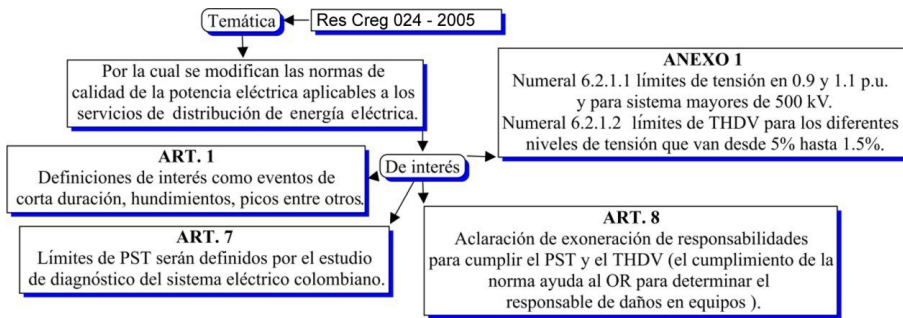 Temática
Res Creg 024 - 2005
Por la cual se modifican las normas de
calidad de la potencia eléctrica aplicables a los
servicios de distribución de energía eléctrica.
ANEXO 1
Numeral 6.2.1.1 límites de tensión en 0.9 y 1.1 p.u.
y para sistema mayores de 500 kV.
Numeral 6.2.1.2 límites de THDV para los diferentes
niveles de tensión que van desde 5% hasta 1.5%.
De interés
ART. 1
Definiciones de interés como eventos de
corta duración, hundimientos, picos entre otros.
ART. 7
Límites de PST serán definidos por el estudio
de diagnóstico del sistema eléctrico colombiano.
ART. 8
Aclaración de exoneración de responsabilidades
para cumplir el PST y el THDV (el cumplimiento de la
norma ayuda al OR para determinar el
responsable de daños en equipos ).